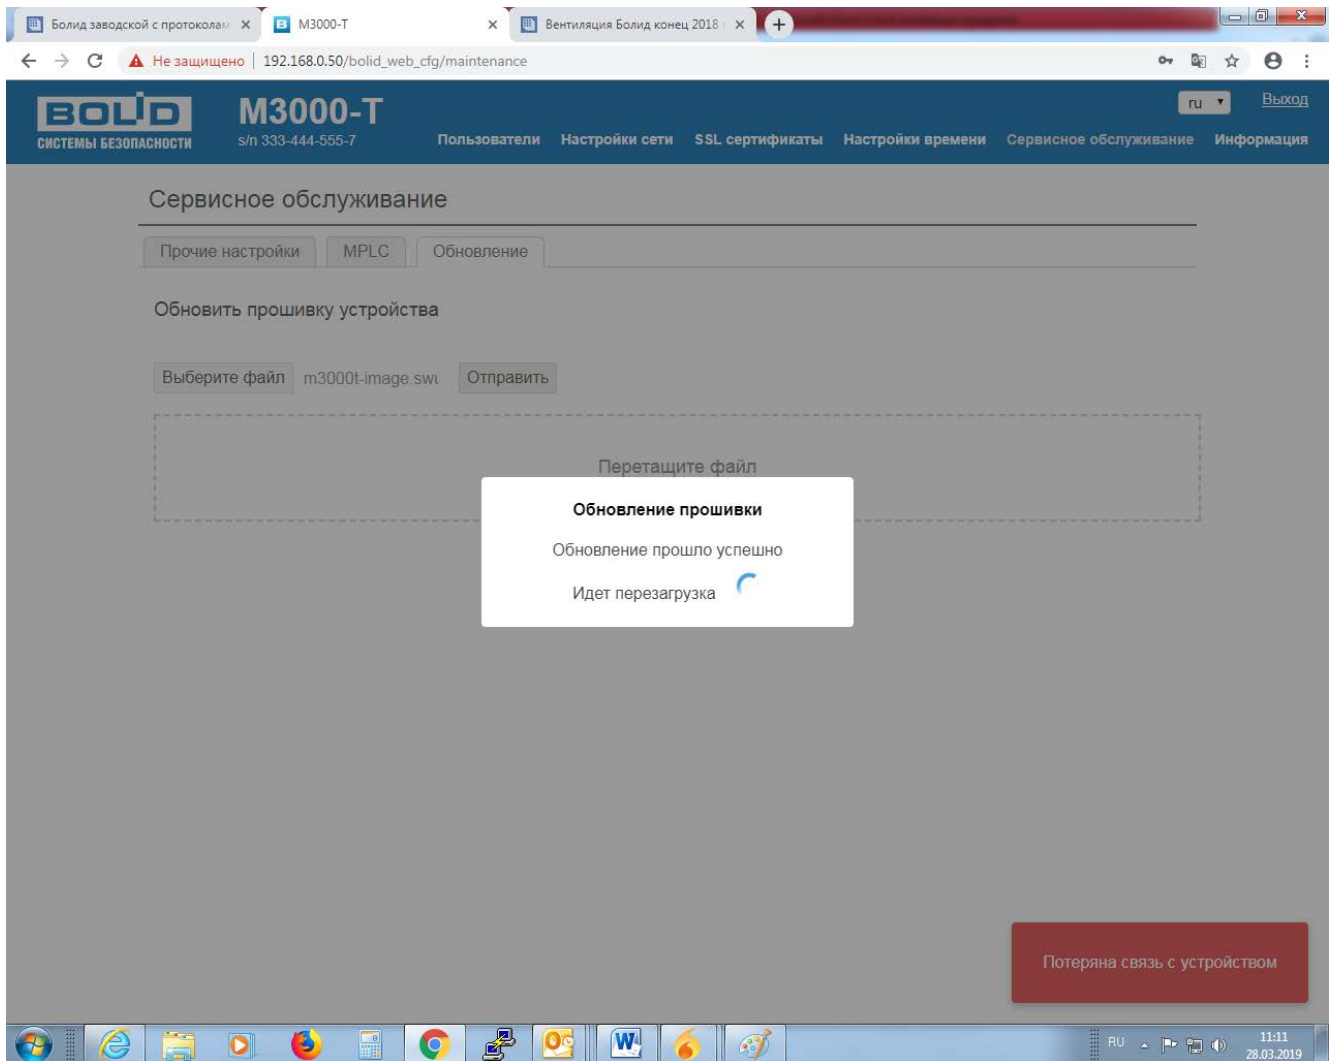 Болид заводской с протоколам
M3000-T
Вентиляция Болид конец 2018 г
Не защищено | 192.168.0.50/bolid_web_cfg/maintenance
BOLID
СИСТЕМЫ БЕЗОПАСНОСТИ
M3000-T
s/n 333-444-555-7
ru
Выход
Пользователи Настройки сети SSL сертификаты Настройки времени Сервисное обслуживание Информация
Сервисное обслуживание
Прочие настройки MPLC Обновление
Обновить прошивку устройства
Выберите файл m3000t-image.swu Отправить
Перетащите файл
Обновление прошивки
Обновление прошло успешно
Идет перезагрузка
Потеряна связь с устройством
RU
11:11
28.03.2019